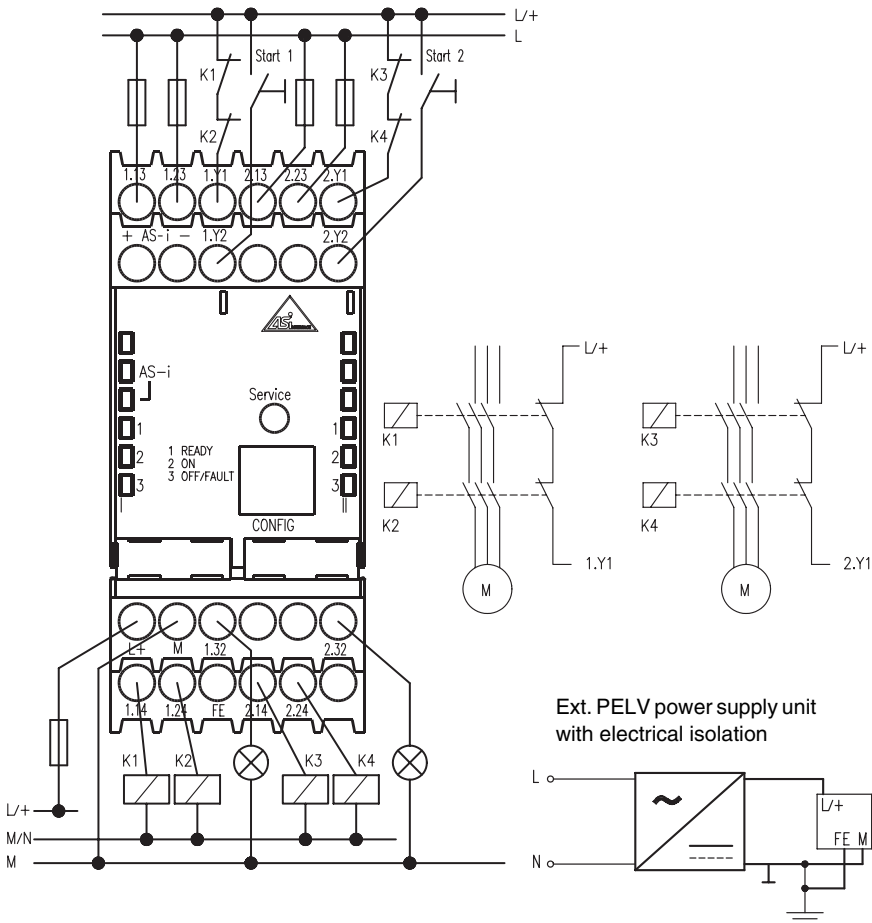 L/+
L
Start 1
Start 2
K1
K3
K2
K4
1.13 1.23 1.Y1 2.13 2.23 2.Y1
+ AS-i − 1.Y2 2.Y2
ASi
AS-i
Service
1
2
3
1 READY
2 ON
3 OFF/FAULT
1
2
3
I
II
CONFIG
L/+
K1
K2
1.Y1
M
L/+
K3
K4
2.Y1
M
L+ M 1.32 2.32
1.14 1.24 FE 2.14 2.24
K1 K2 K3 K4
L/+
M/N
M
Ext. PELV power supply unit
with electrical isolation
L
N
L/+
FE M